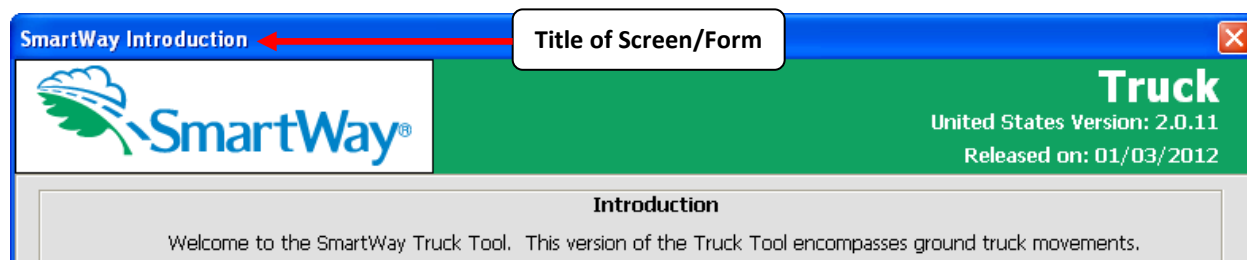 SmartWay Introduction
Title of Screen/Form
SmartWay®
Truck
United States Version: 2.0.11
Released on: 01/03/2012
Introduction
Welcome to the SmartWay Truck Tool.  This version of the Truck Tool encompasses ground truck movements.